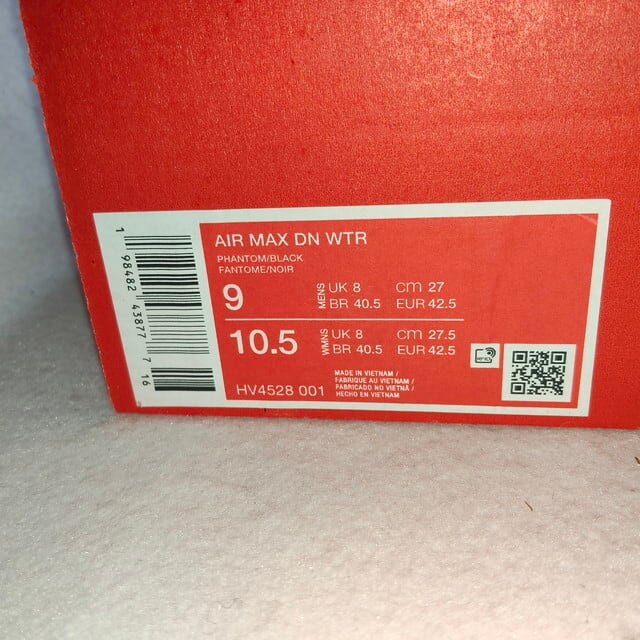 AIR MAX DN WTR
PHANTOM/BLACK
FANTOME/NOIR
9 MENS UK 8 cm 27
BR 40.5 EUR 42.5
10.5 WMNS UK 8 cm 27.5
BR 40.5 EUR 42.5
HV4528 001
MADE IN VIETNAM /
FABRIQUE AU VIETNAM /
FABRICADO NO VIETNÃ /
HECHO EN VIETNAM
1 98482 43877 7 16